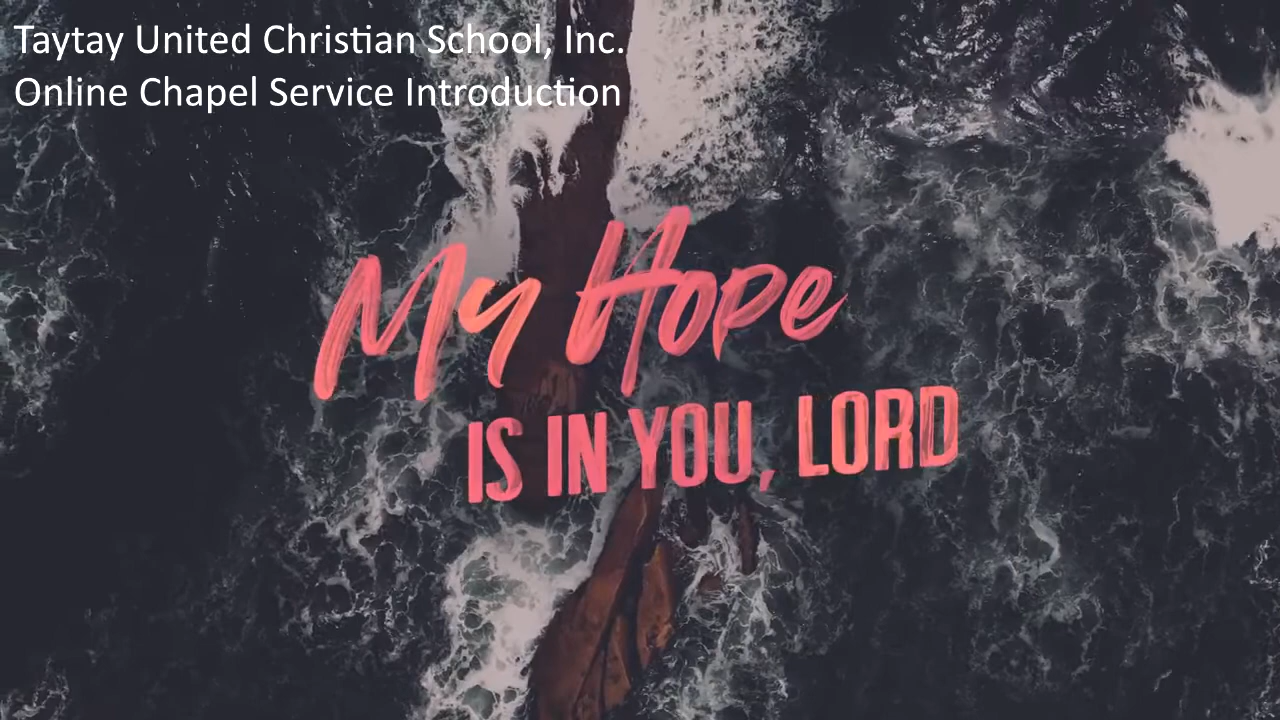 Taytay United Christian School, Inc.
Online Chapel Service Introduction
My Hope
IS IN YOU, LORD